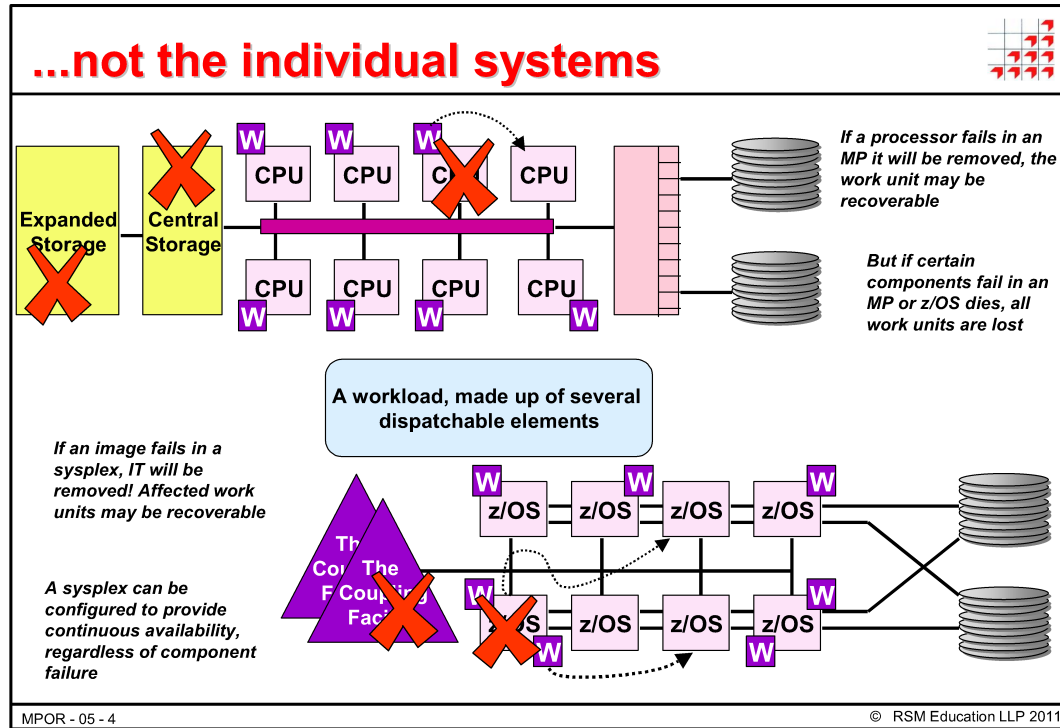 ...not the individual systems
W
W
W
CPU
CPU
CPU
CPU
Expanded
Storage
Central
Storage
CPU
CPU
CPU
CPU
W
W
W
W
If a processor fails in an
MP it will be removed, the
work unit may be
recoverable
But if certain
components fail in an
MP or z/OS dies, all
work units are lost
A workload, made up of several
dispatchable elements
If an image fails in a
sysplex, IT will be
removed! Affected work
units may be recoverable
W
W
W
z/OS
z/OS
z/OS
z/OS
The
Coupling
Facil
W
W
z/OS
z/OS
z/OS
z/OS
W
W
A sysplex can be
configured to provide
continuous availability,
regardless of component
failure
MPOR - 05 - 4
© RSM Education LLP 2011